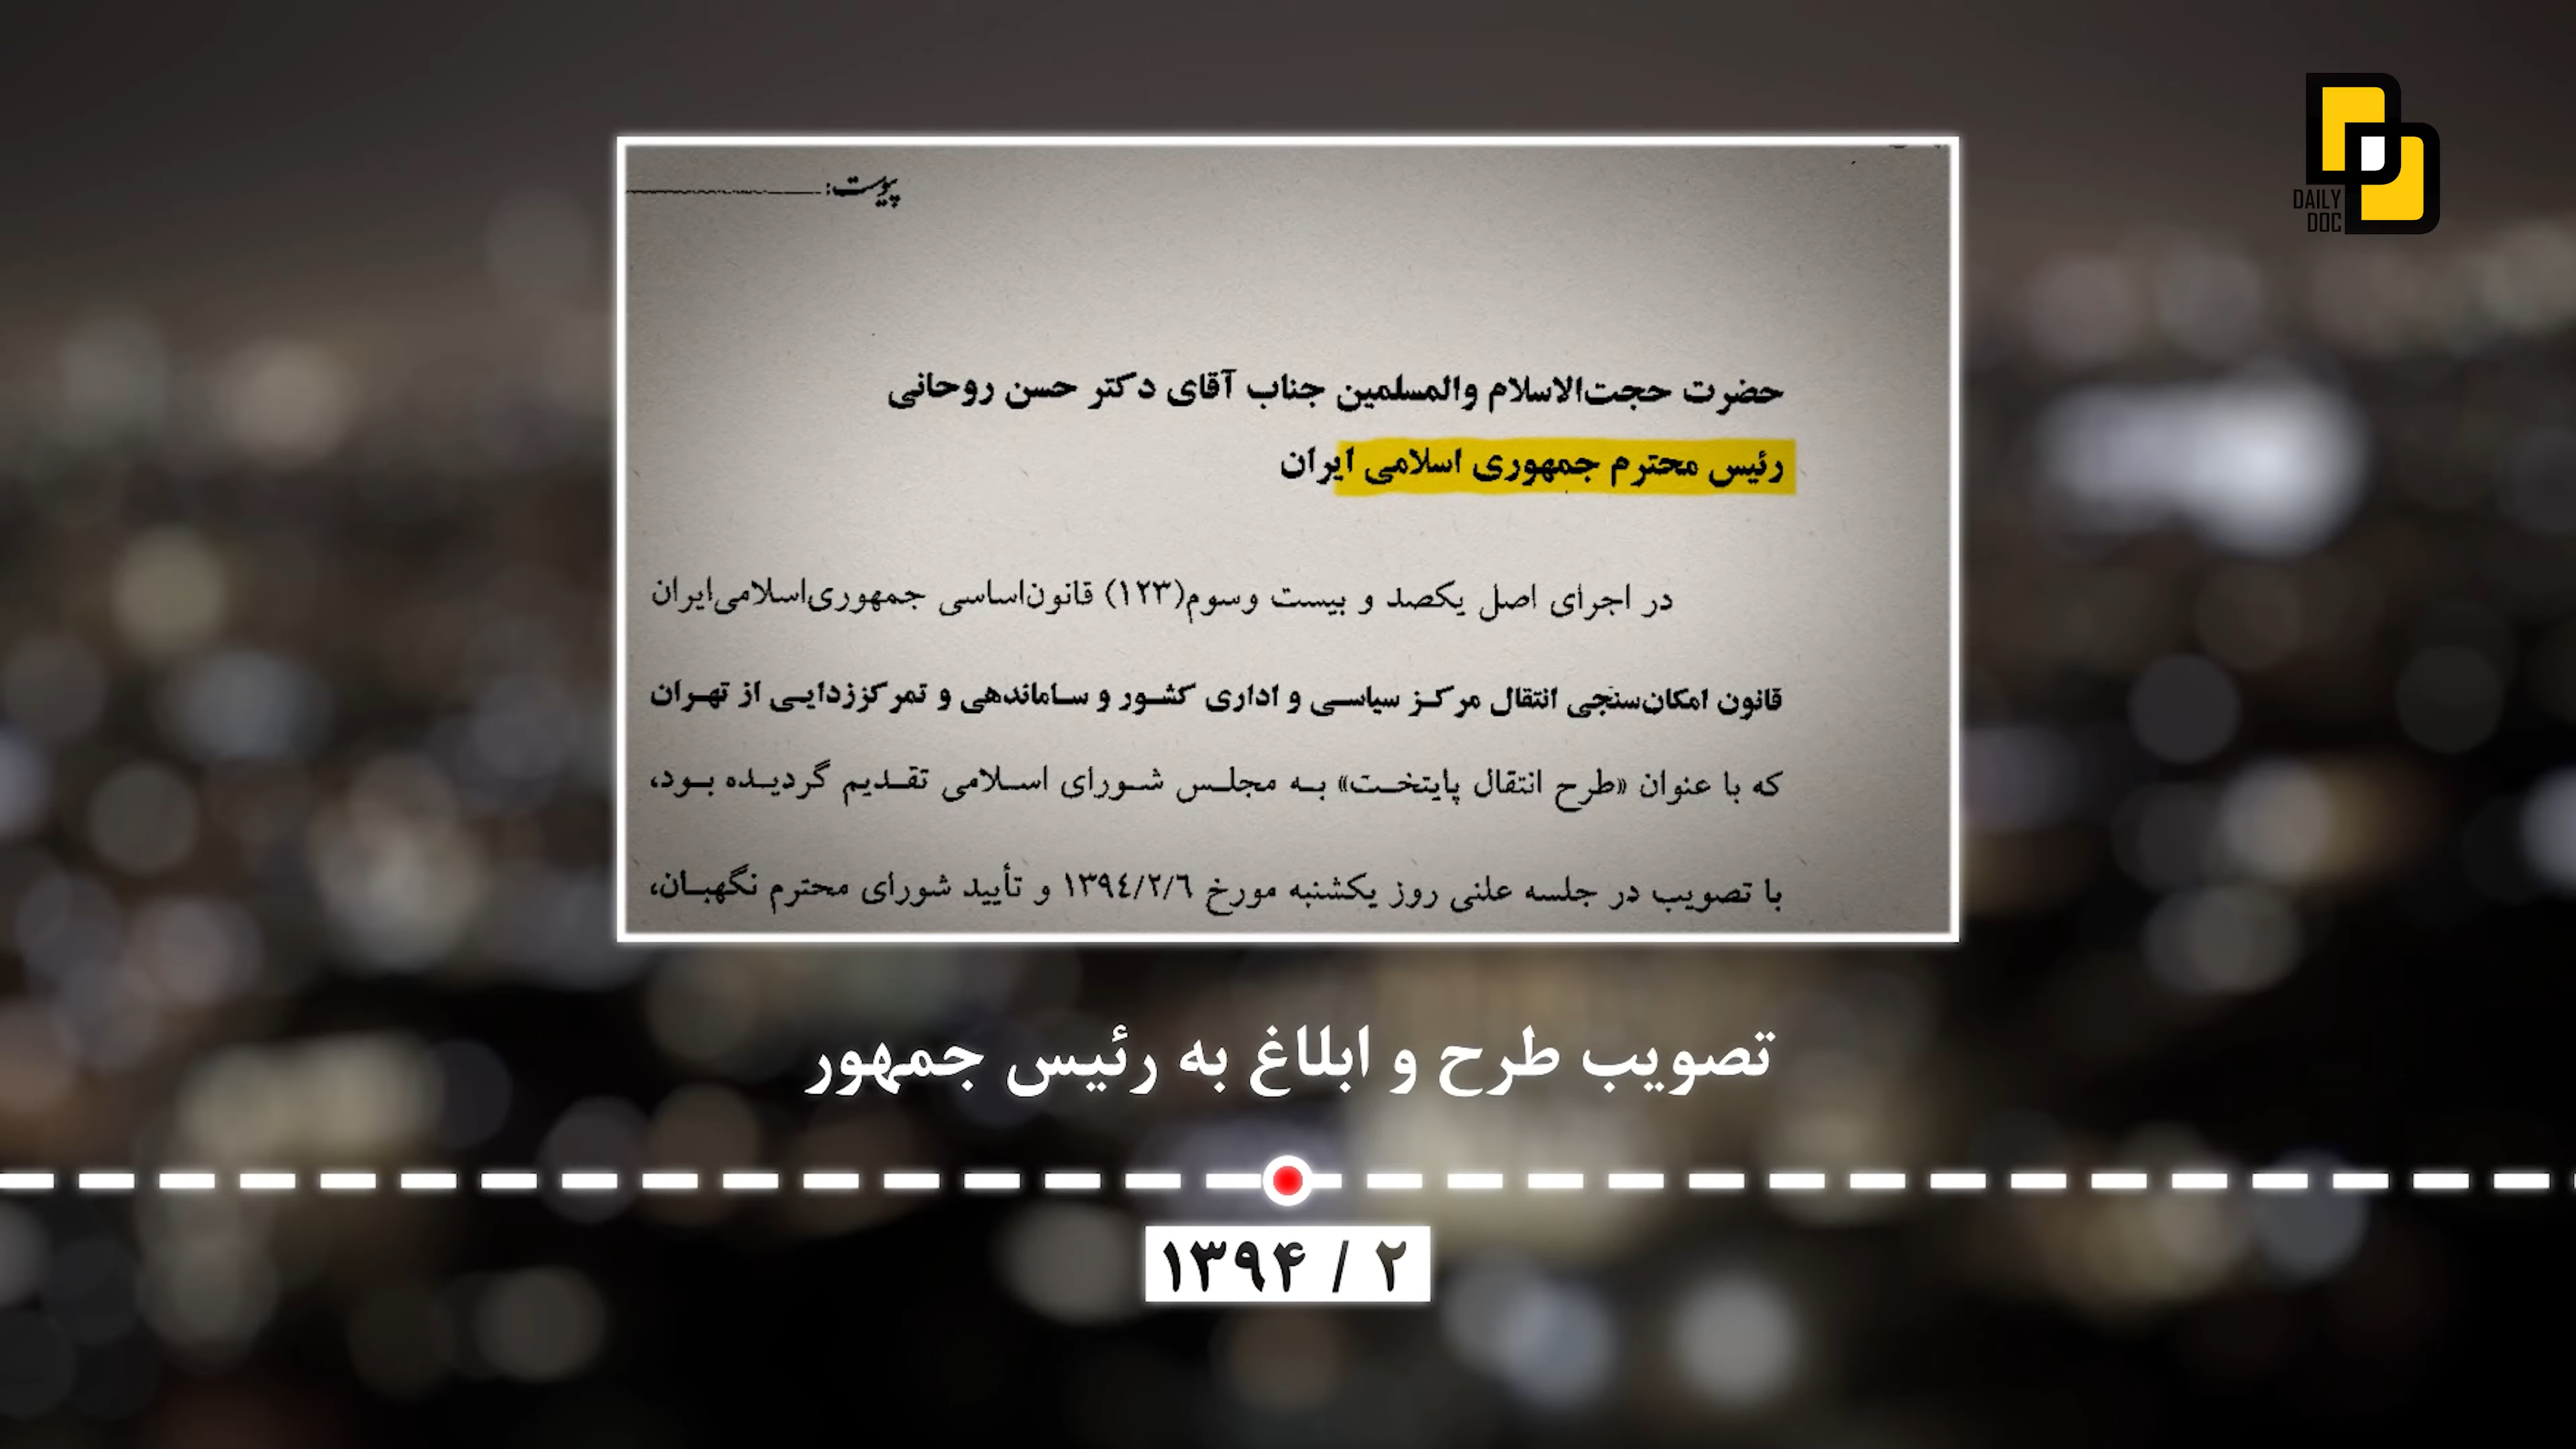 DAILY
DOC
پیوست:
حضرت حجت‌الاسلام والمسلمین جناب آقای دکتر حسن روحانی
رئیس محترم جمهوری اسلامی ایران
در اجرای اصل یکصد و بیست وسوم(۱۲۳) قانون‌اساسی جمهوری‌اسلامی‌ایران
قانون امکان‌سنجی انتقال مرکز سیاسی و اداری کشور و ساماندهی و تمرکززدایی از تهران
که با عنوان «طرح انتقال پایتخت» به مجلس شورای اسلامی تقدیم گردیده بود،
با تصویب در جلسه علنی روز یکشنبه مورخ ۱۳۹٤/۲/٦ و تأیید شورای محترم نگهبان،
تصویب طرح و ابلاغ به رئیس جمهور
۱۳۹۴ / ۲